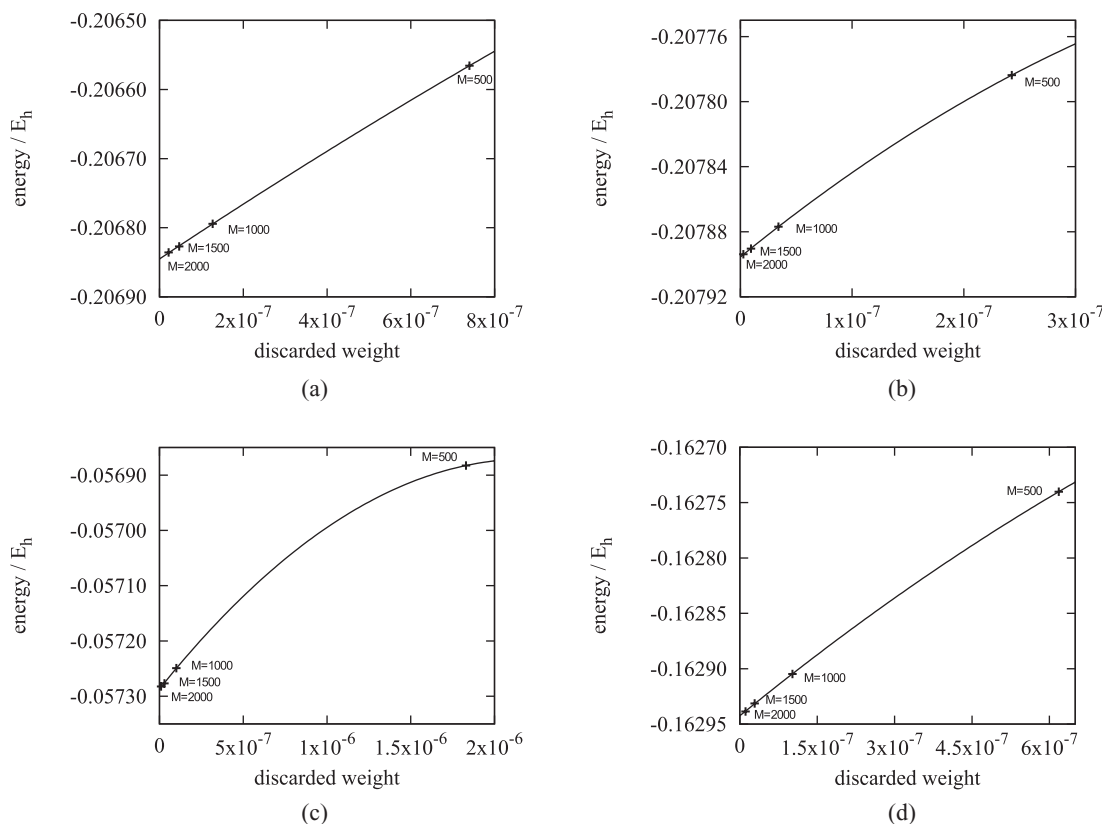 -0.20650
-0.20660
-0.20670
-0.20680
-0.20690
energy / E_h
M=500
M=1000
M=1500
M=2000
0 2x10^-7 4x10^-7 6x10^-7 8x10^-7
discarded weight
(a)
-0.20776
-0.20780
-0.20784
-0.20788
-0.20792
energy / E_h
M=500
M=1000
M=1500
M=2000
0 1x10^-7 2x10^-7 3x10^-7
discarded weight
(b)
-0.05690
-0.05700
-0.05710
-0.05720
-0.05730
energy / E_h
M=500
M=1000
M=1500
M=2000
0 5x10^-7 1x10^-6 1.5x10^-6 2x10^-6
discarded weight
(c)
-0.16270
-0.16275
-0.16280
-0.16285
-0.16290
-0.16295
energy / E_h
M=500
M=1000
M=1500
M=2000
0 1.5x10^-7 3x10^-7 4.5x10^-7 6x10^-7
discarded weight
(d)